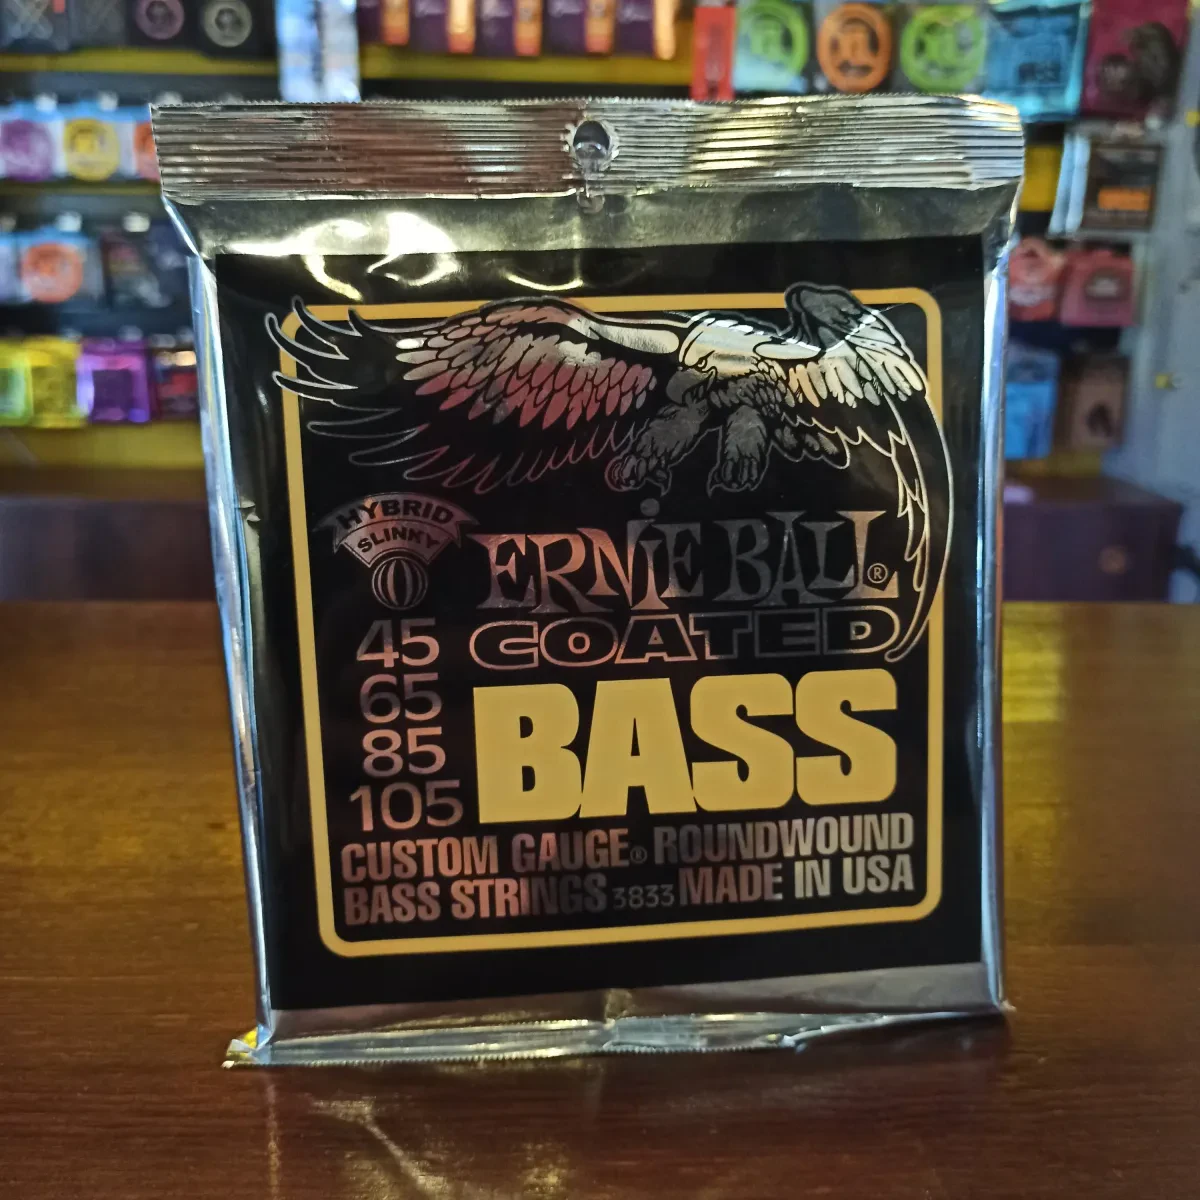 HYBRID
SLINKY
ERNIE BALL®
COATED
BASS
45
65
85
105
CUSTOM GAUGE® ROUNDWOUND
BASS STRINGS 3833 MADE IN USA